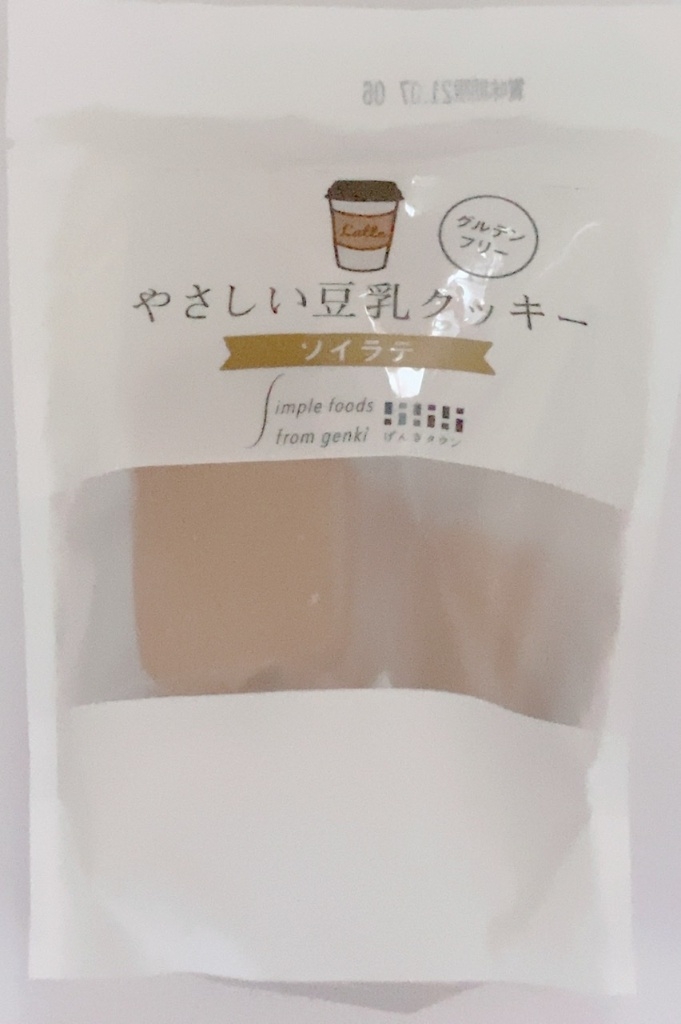 賞味期限21.07 06
Latte
グルテン
フリー
やさしい豆乳クッキー
ソイラテ
Simple foods
from genki
げんきタウン